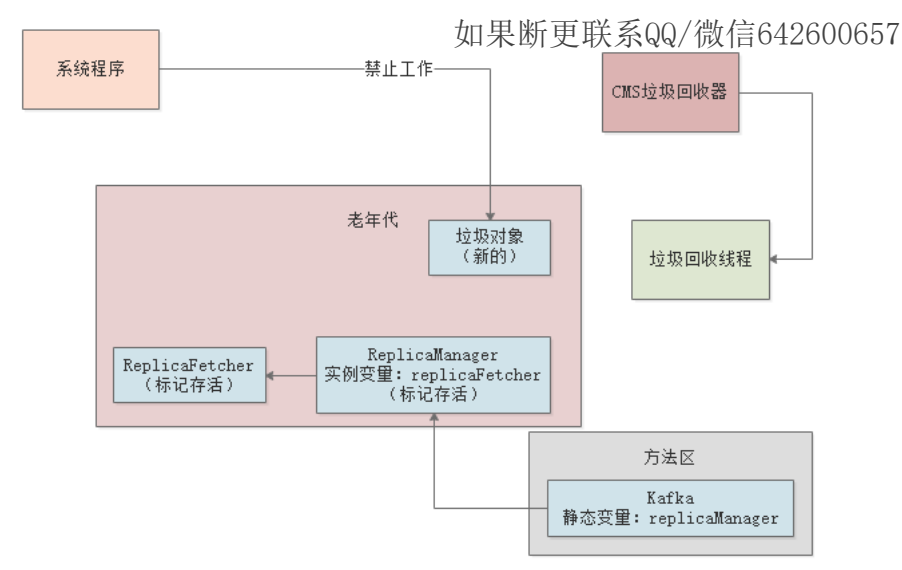 如果断更联系QQ/微信642600657
系统程序
禁止工作
CMS垃圾回收器
老年代
垃圾对象
（新的）
垃圾回收线程
ReplicaFetcher
（标记存活）
ReplicaManager
实例变量：replicaFetcher
（标记存活）
方法区
Kafka
静态变量：replicaManager